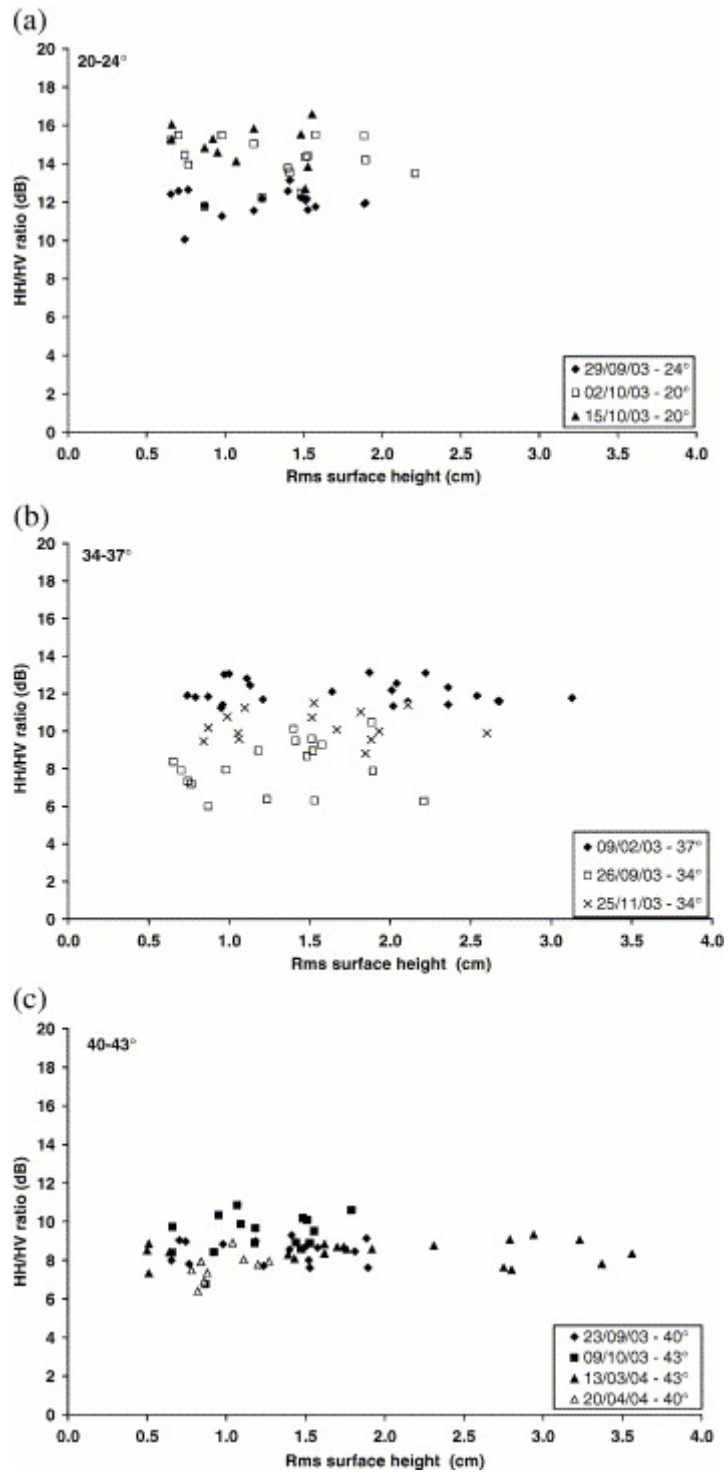 (a)
20-24°
HH/HV ratio (dB)
20
18
16
14
12
10
8
6
4
2
0
29/09/03 - 24°
02/10/03 - 20°
15/10/03 - 20°
0.0 0.5 1.0 1.5 2.0 2.5 3.0 3.5 4.0
Rms surface height (cm)
(b)
34-37°
HH/HV ratio (dB)
20
18
16
14
12
10
8
6
4
2
0
09/02/03 - 37°
26/09/03 - 34°
25/11/03 - 34°
0.0 0.5 1.0 1.5 2.0 2.5 3.0 3.5 4.0
Rms surface height (cm)
(c)
40-43°
HH/HV ratio (dB)
20
18
16
14
12
10
8
6
4
2
0
23/09/03 - 40°
09/10/03 - 43°
13/03/04 - 43°
20/04/04 - 40°
0.0 0.5 1.0 1.5 2.0 2.5 3.0 3.5 4.0
Rms surface height (cm)